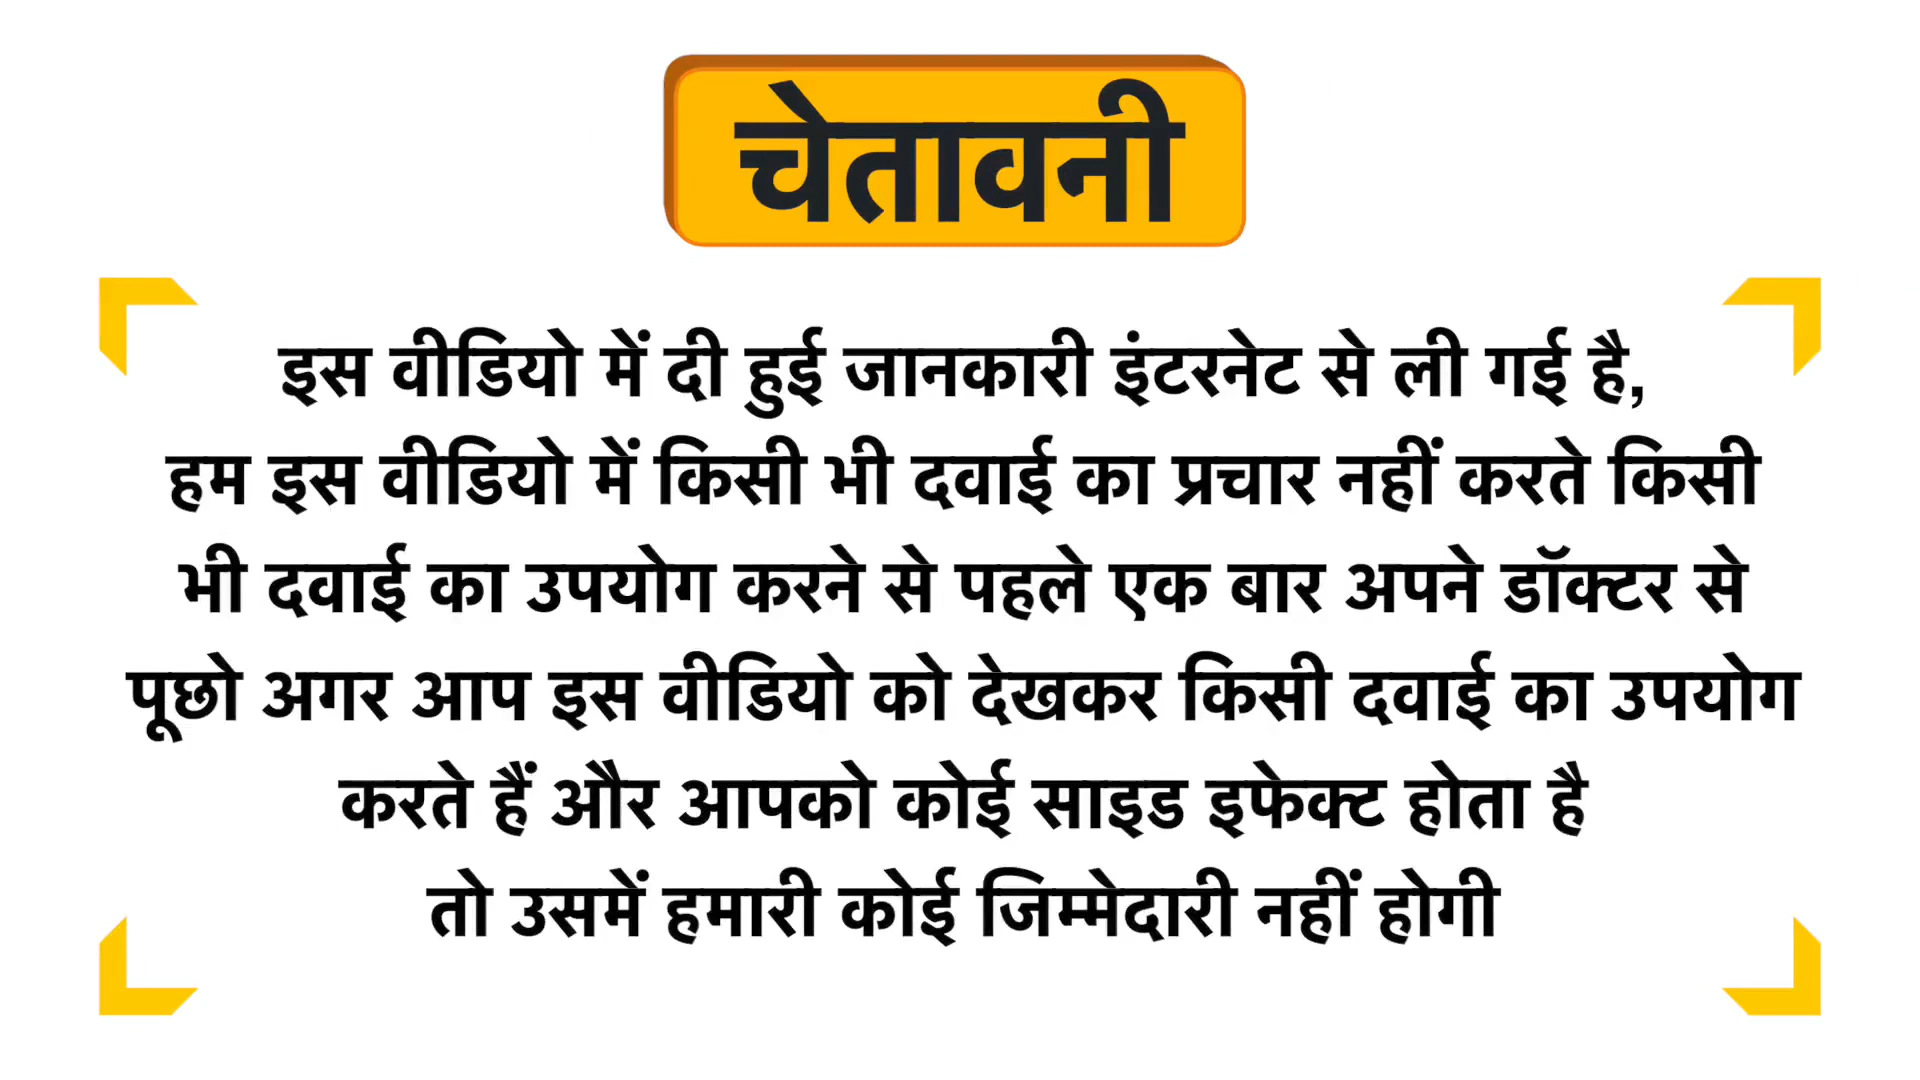 चेतावनी
इस वीडियो में दी हुई जानकारी इंटरनेट से ली गई है,
हम इस वीडियो में किसी भी दवाई का प्रचार नहीं करते किसी
भी दवाई का उपयोग करने से पहले एक बार अपने डॉक्टर से
पूछो अगर आप इस वीडियो को देखकर किसी दवाई का उपयोग
करते हैं और आपको कोई साइड इफेक्ट होता है
तो उसमें हमारी कोई जिम्मेदारी नहीं होगी